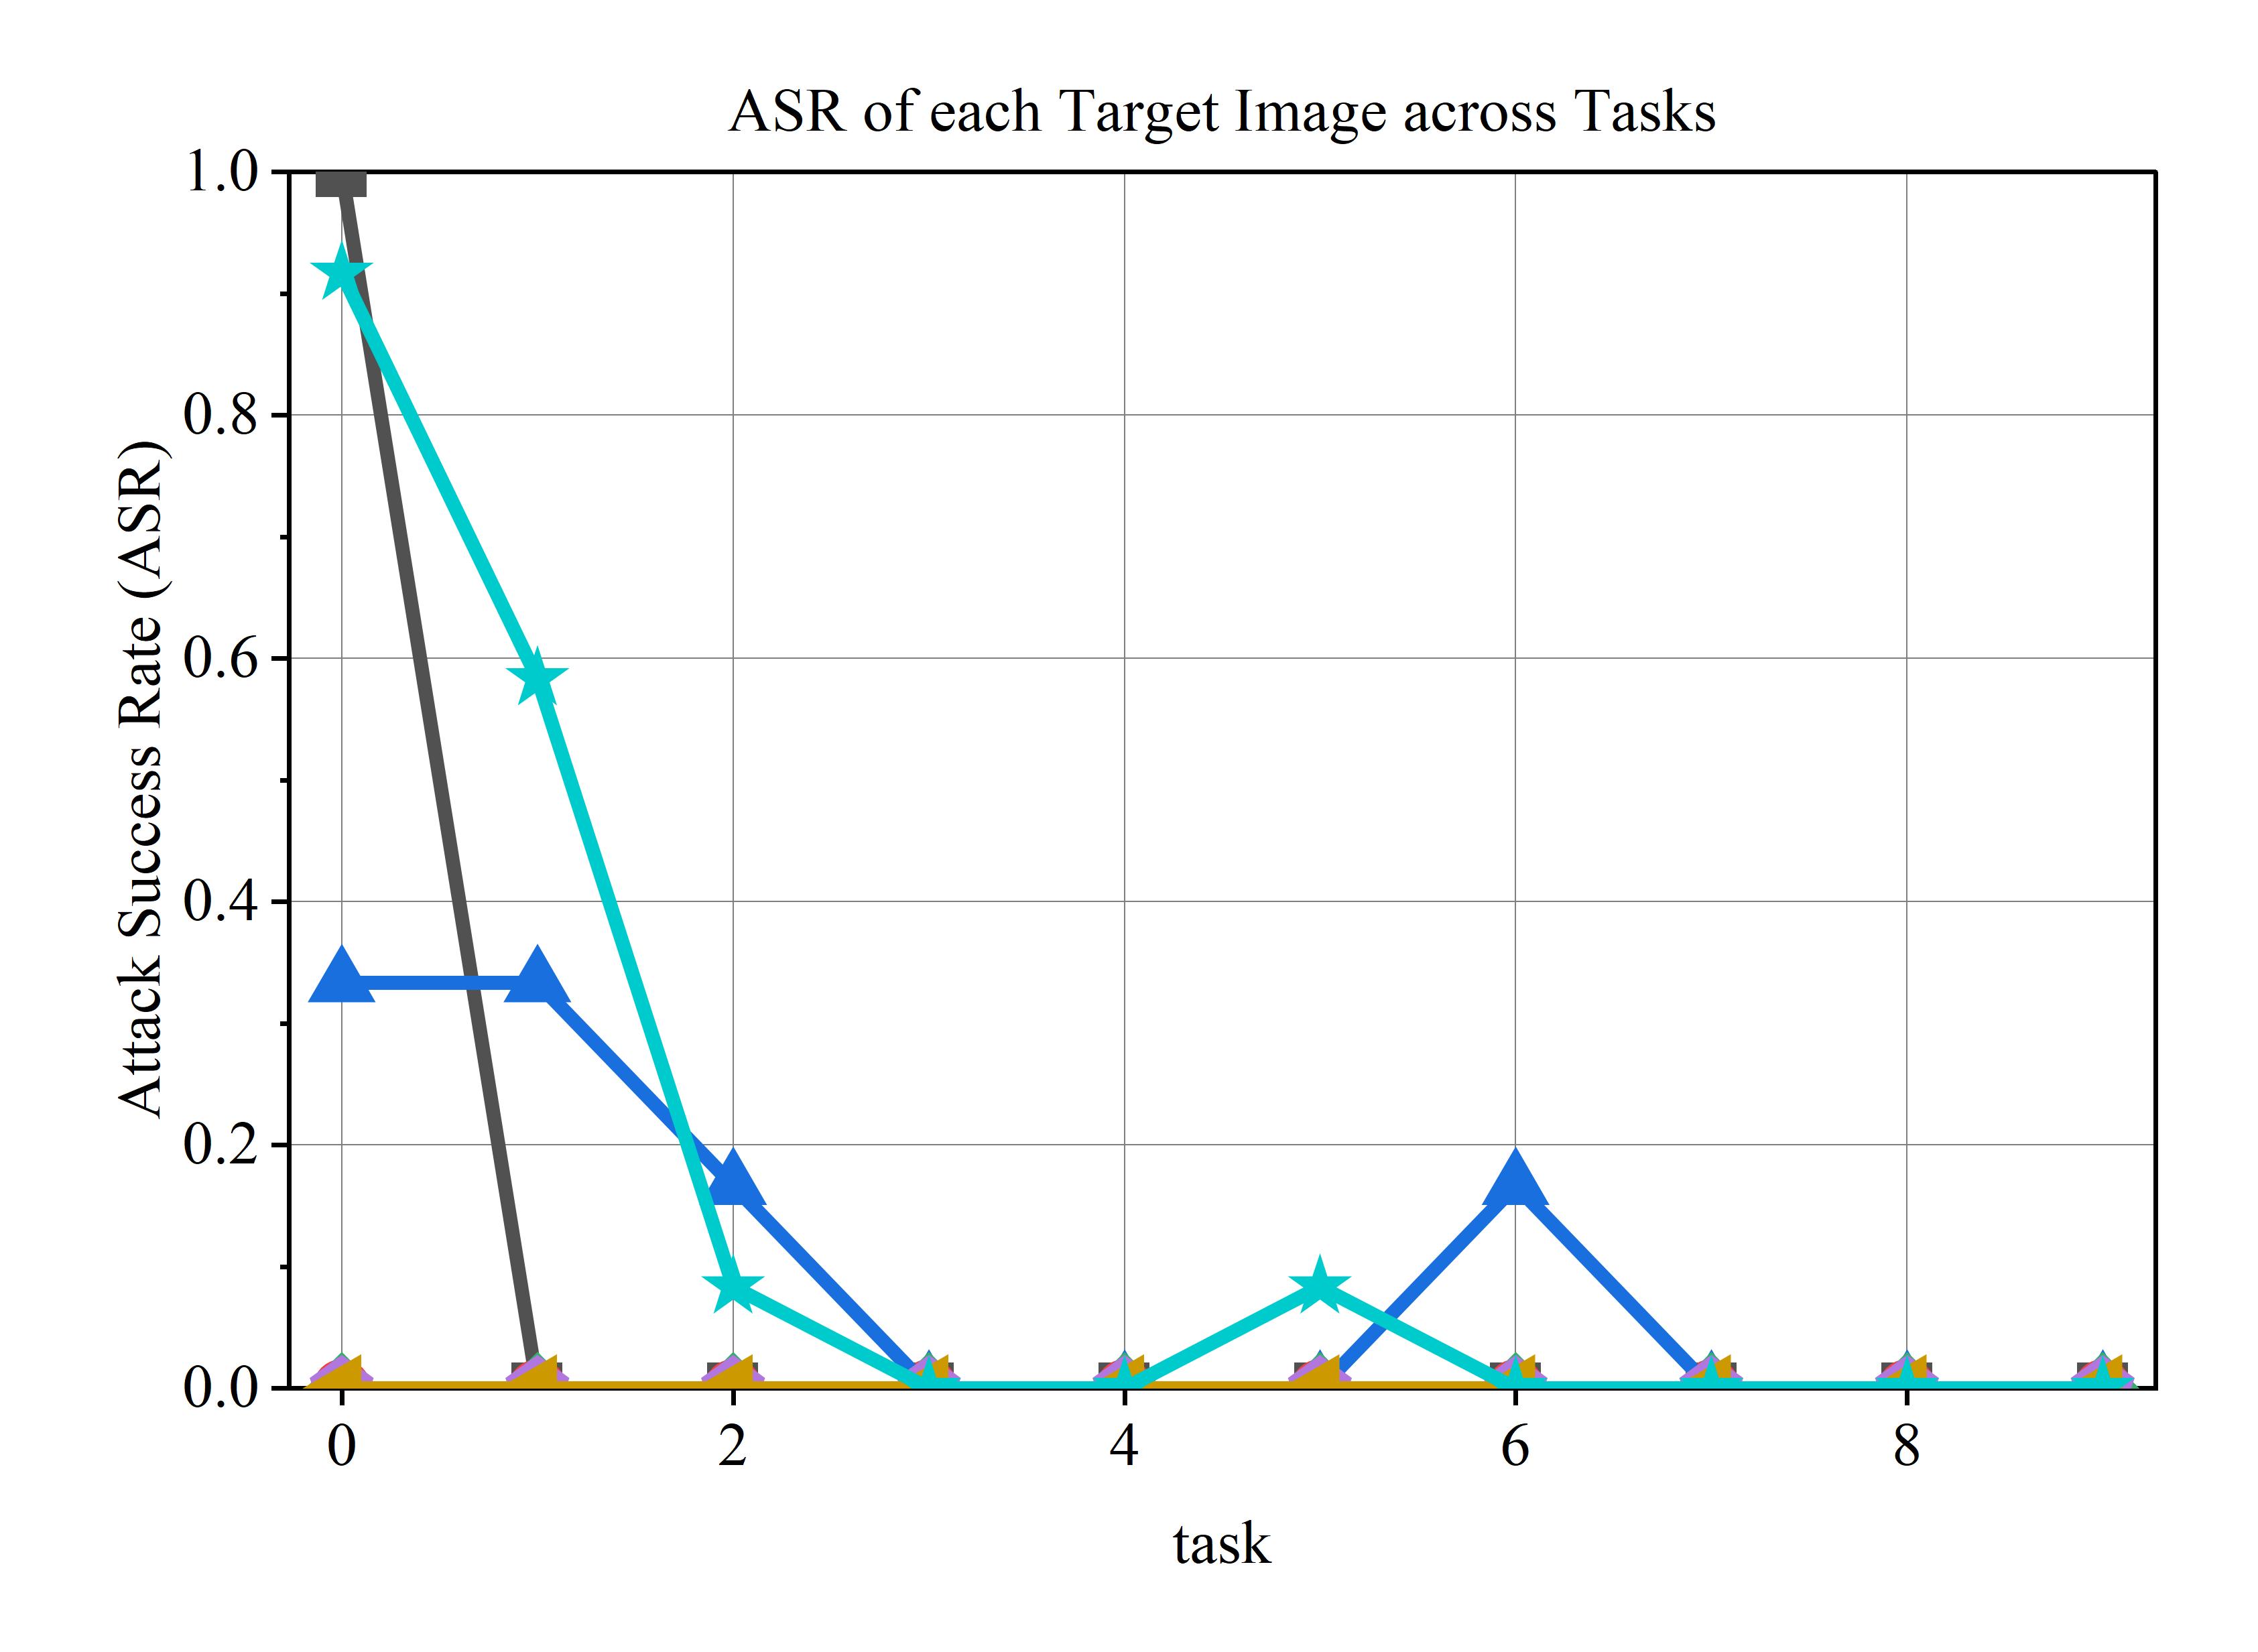 ASR of each Target Image across Tasks
Attack Success Rate (ASR)
1.0
0.8
0.6
0.4
0.2
0.0
0 2 4 6 8
task